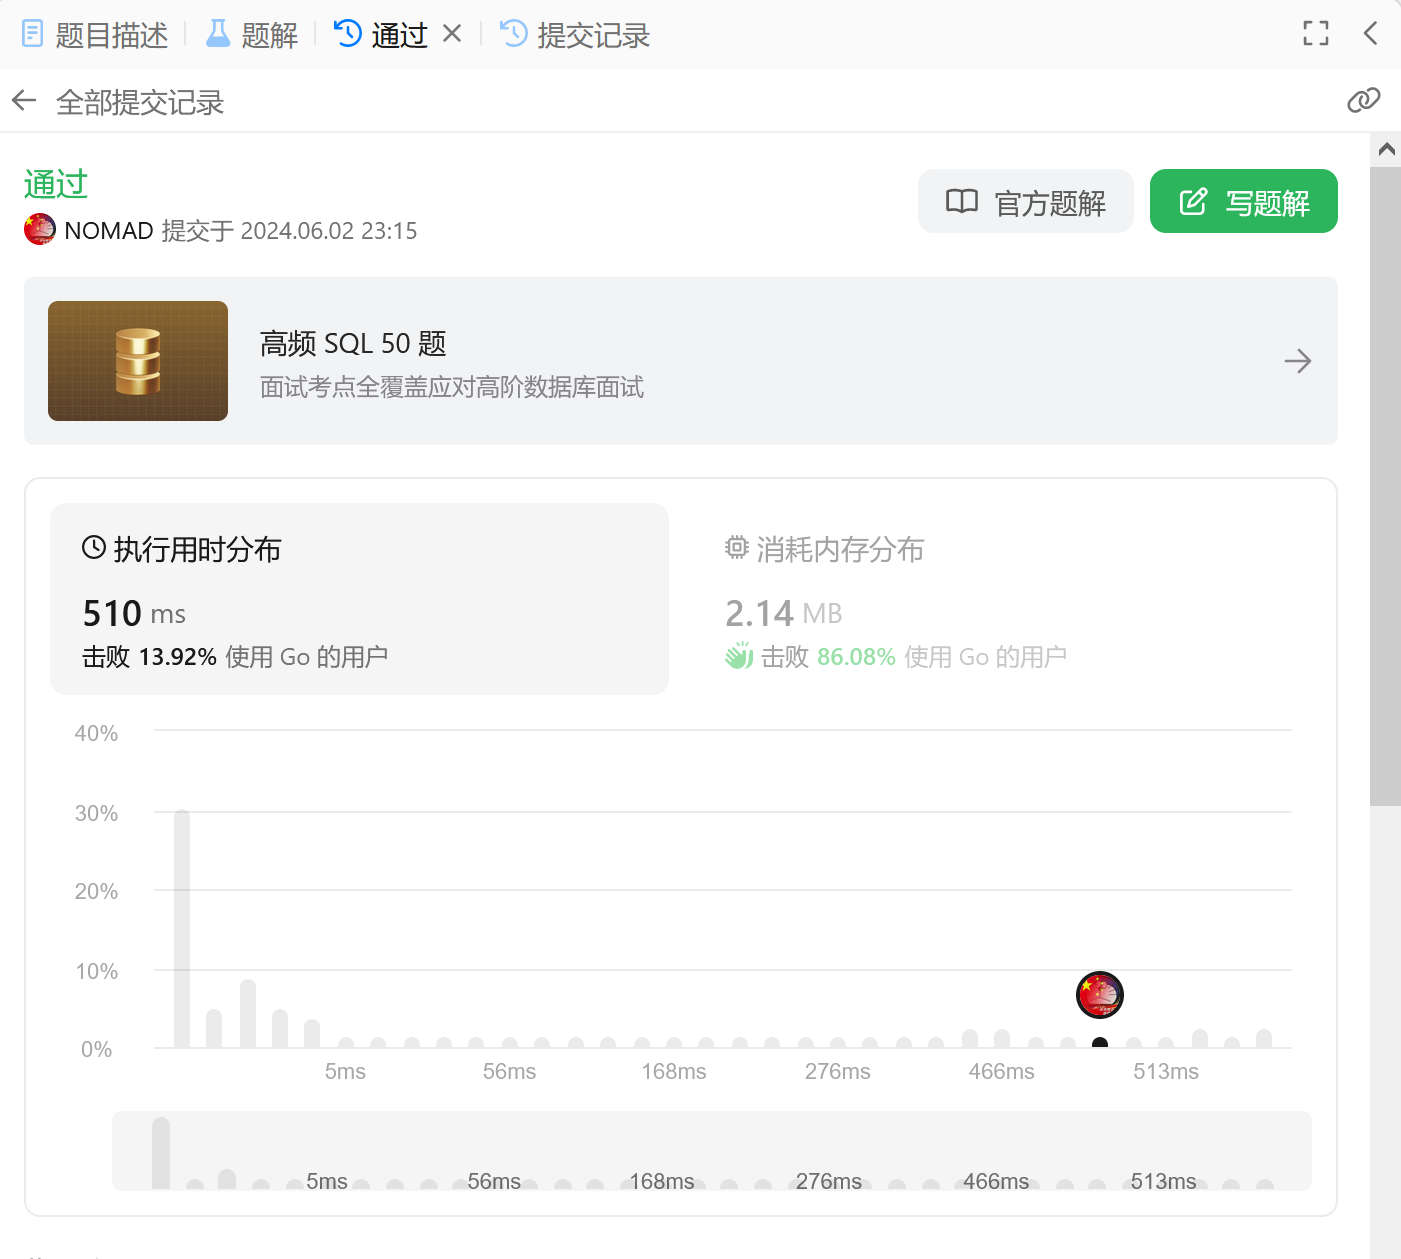 题目描述 题解 通过 提交记录
全部提交记录
通过
NOMAD 提交于 2024.06.02 23:15
官方题解 写题解
高频 SQL 50 题
面试考点全覆盖应对高阶数据库面试
执行用时分布
510 ms
击败 13.92% 使用 Go 的用户
消耗内存分布
2.14 MB
击败 86.08% 使用 Go 的用户
40%
30%
20%
10%
0%
5ms 56ms 168ms 276ms 466ms 513ms
5ms 56ms 168ms 276ms 466ms 513ms